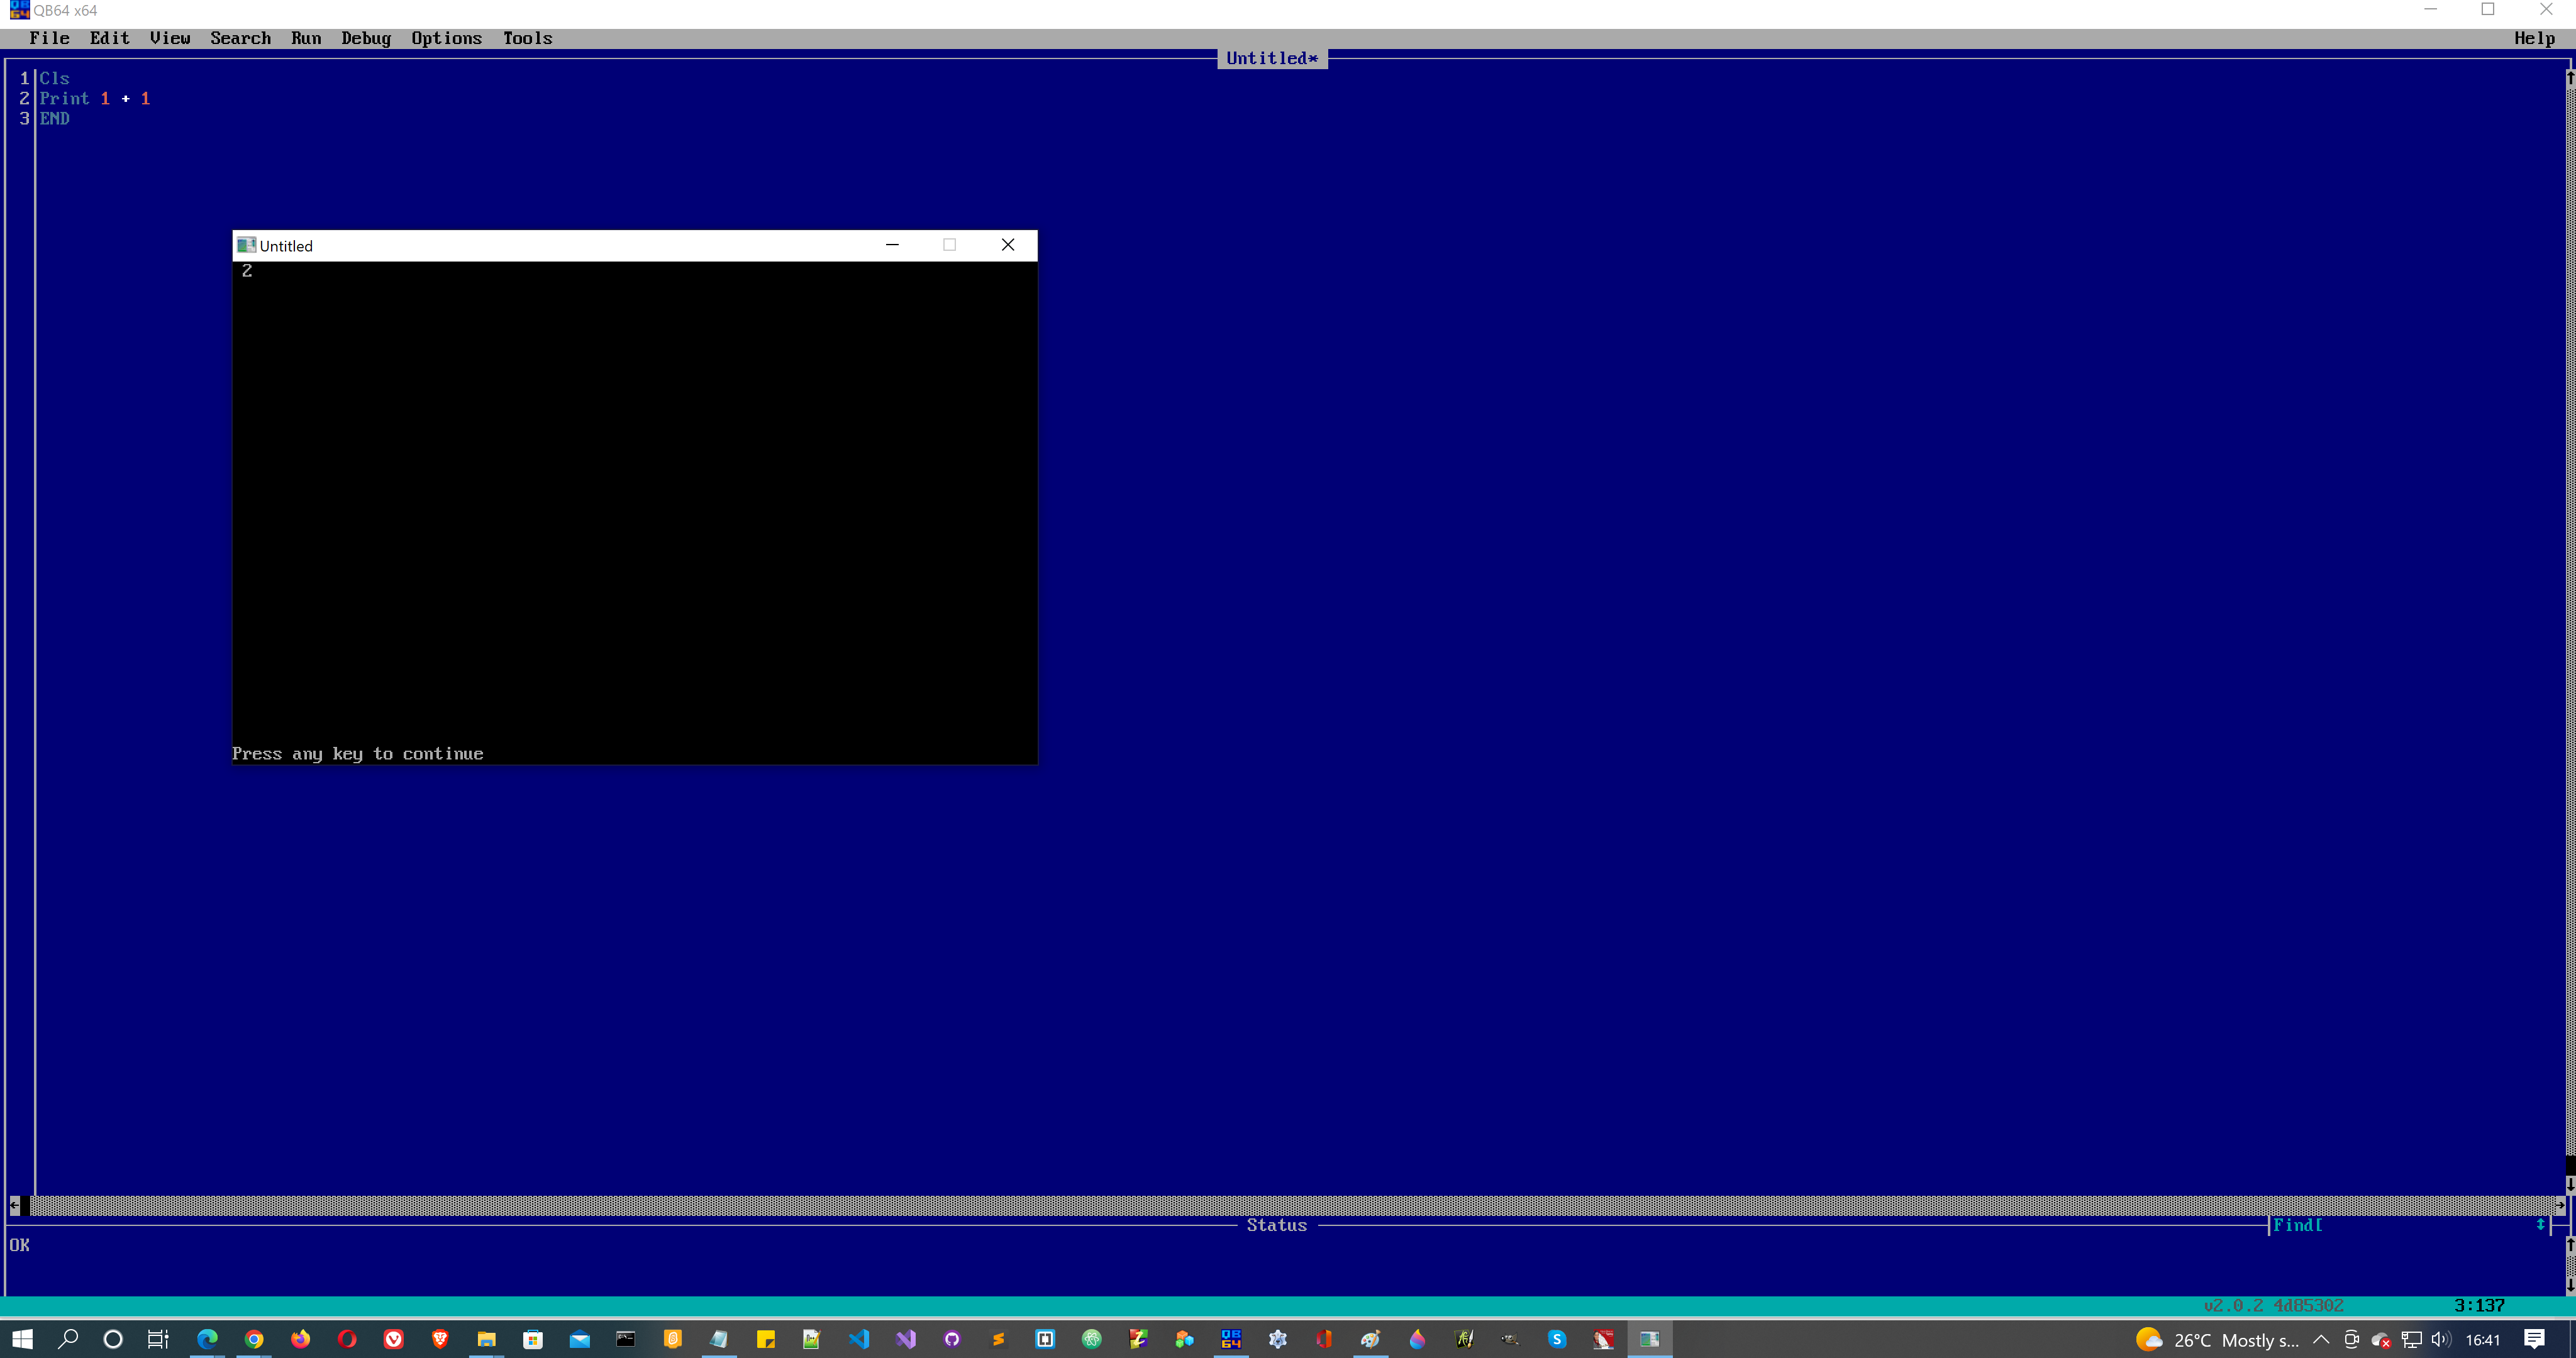 QB64 x64
File Edit View Search Run Debug Options Tools Help
Untitled*
1 Cls
2 Print 1 + 1
3 END
Untitled
2
Press any key to continue
Status
Find[
OK
v2.0.2 4d85302 3:137
26°C Mostly s... 16:41